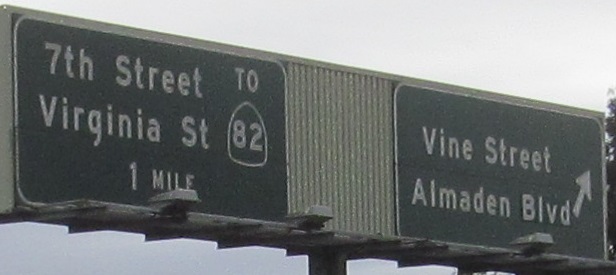 7th Street TO
Virginia St 82
1 MILE
Vine Street
Almaden Blvd